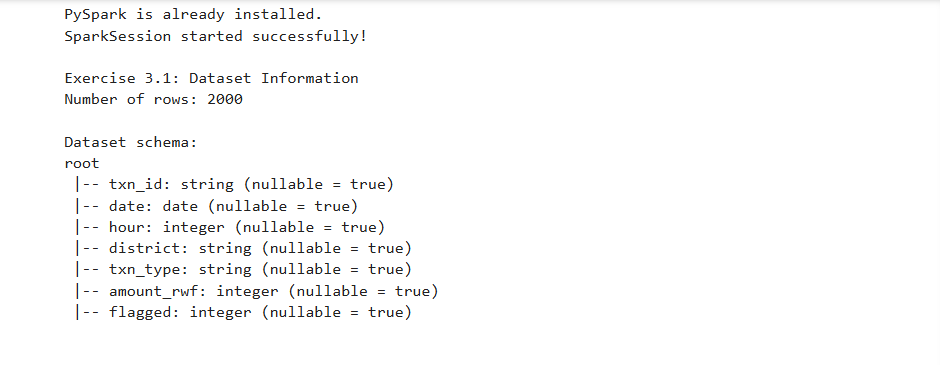 PySpark is already installed.
SparkSession started successfully!
Exercise 3.1: Dataset Information
Number of rows: 2000
Dataset schema:
root
 |-- txn_id: string (nullable = true)
 |-- date: date (nullable = true)
 |-- hour: integer (nullable = true)
 |-- district: string (nullable = true)
 |-- txn_type: string (nullable = true)
 |-- amount_rwf: integer (nullable = true)
 |-- flagged: integer (nullable = true)